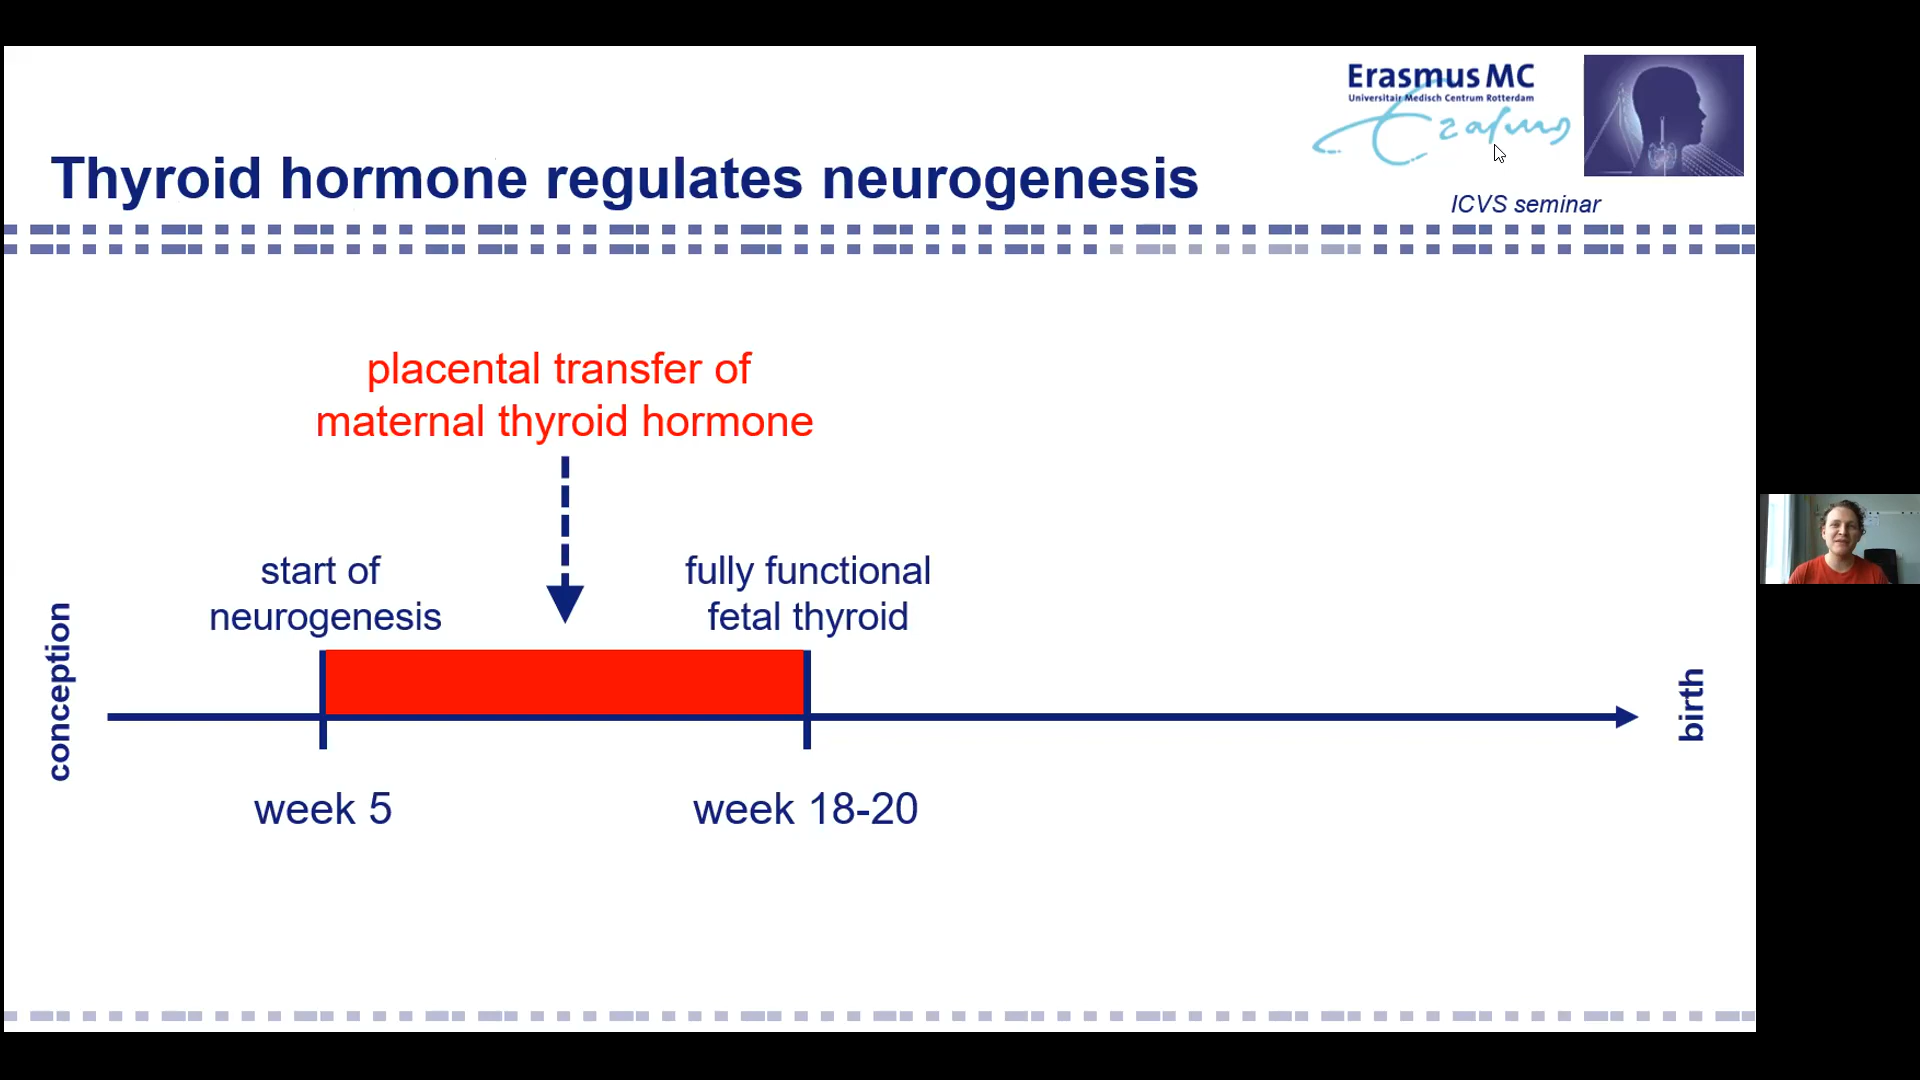 Erasmus MC
Universitair Medisch Centrum Rotterdam
Erasmus
Thyroid hormone regulates neurogenesis
ICVS seminar
placental transfer of
maternal thyroid hormone
start of
neurogenesis
fully functional
fetal thyroid
conception
birth
week 5
week 18-20